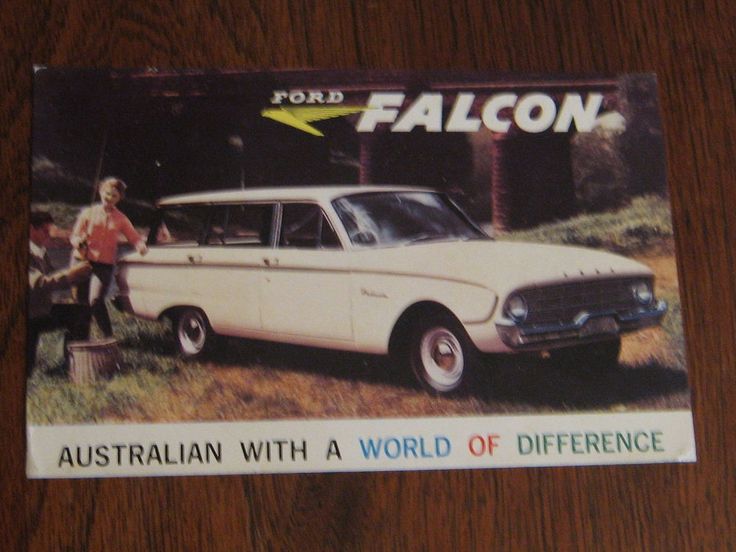 FORD
FALCON
AUSTRALIAN WITH A WORLD OF DIFFERENCE